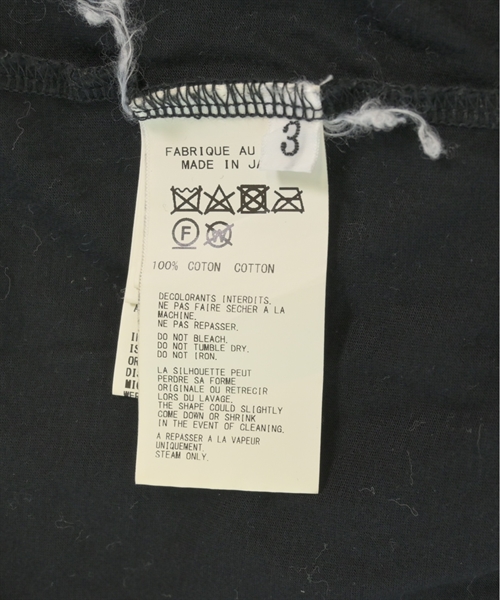 3
FABRIQUE AU
MADE IN
F
W
100% COTON COTTON
DECOLORANTS INTERDITS.
NE PAS FAIRE SECHER A LA
MACHINE.
NE PAS REPASSER.
DO NOT BLEACH.
DO NOT TUMBLE DRY.
DO NOT IRON.
LA SILHOUETTE PEUT
PERDRE SA FORME
ORIGINALE OU RETRECIR
LORS DU LAVAGE.
THE SHAPE COULD SLIGHTLY
COME DOWN OR SHRINK
IN THE EVENT OF CLEANING.
A REPASSER A LA VAPEUR
UNIQUEMENT
STEAM ONLY.